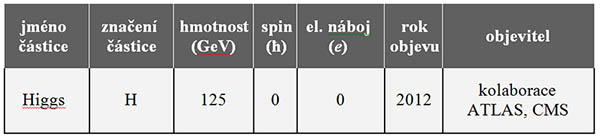 jméno částice
značení částice
hmotnost (GeV)
spin (ħ)
el. náboj (e)
rok objevu
objevitel
Higgs
H
125
0
0
2012
kolaborace
ATLAS, CMS